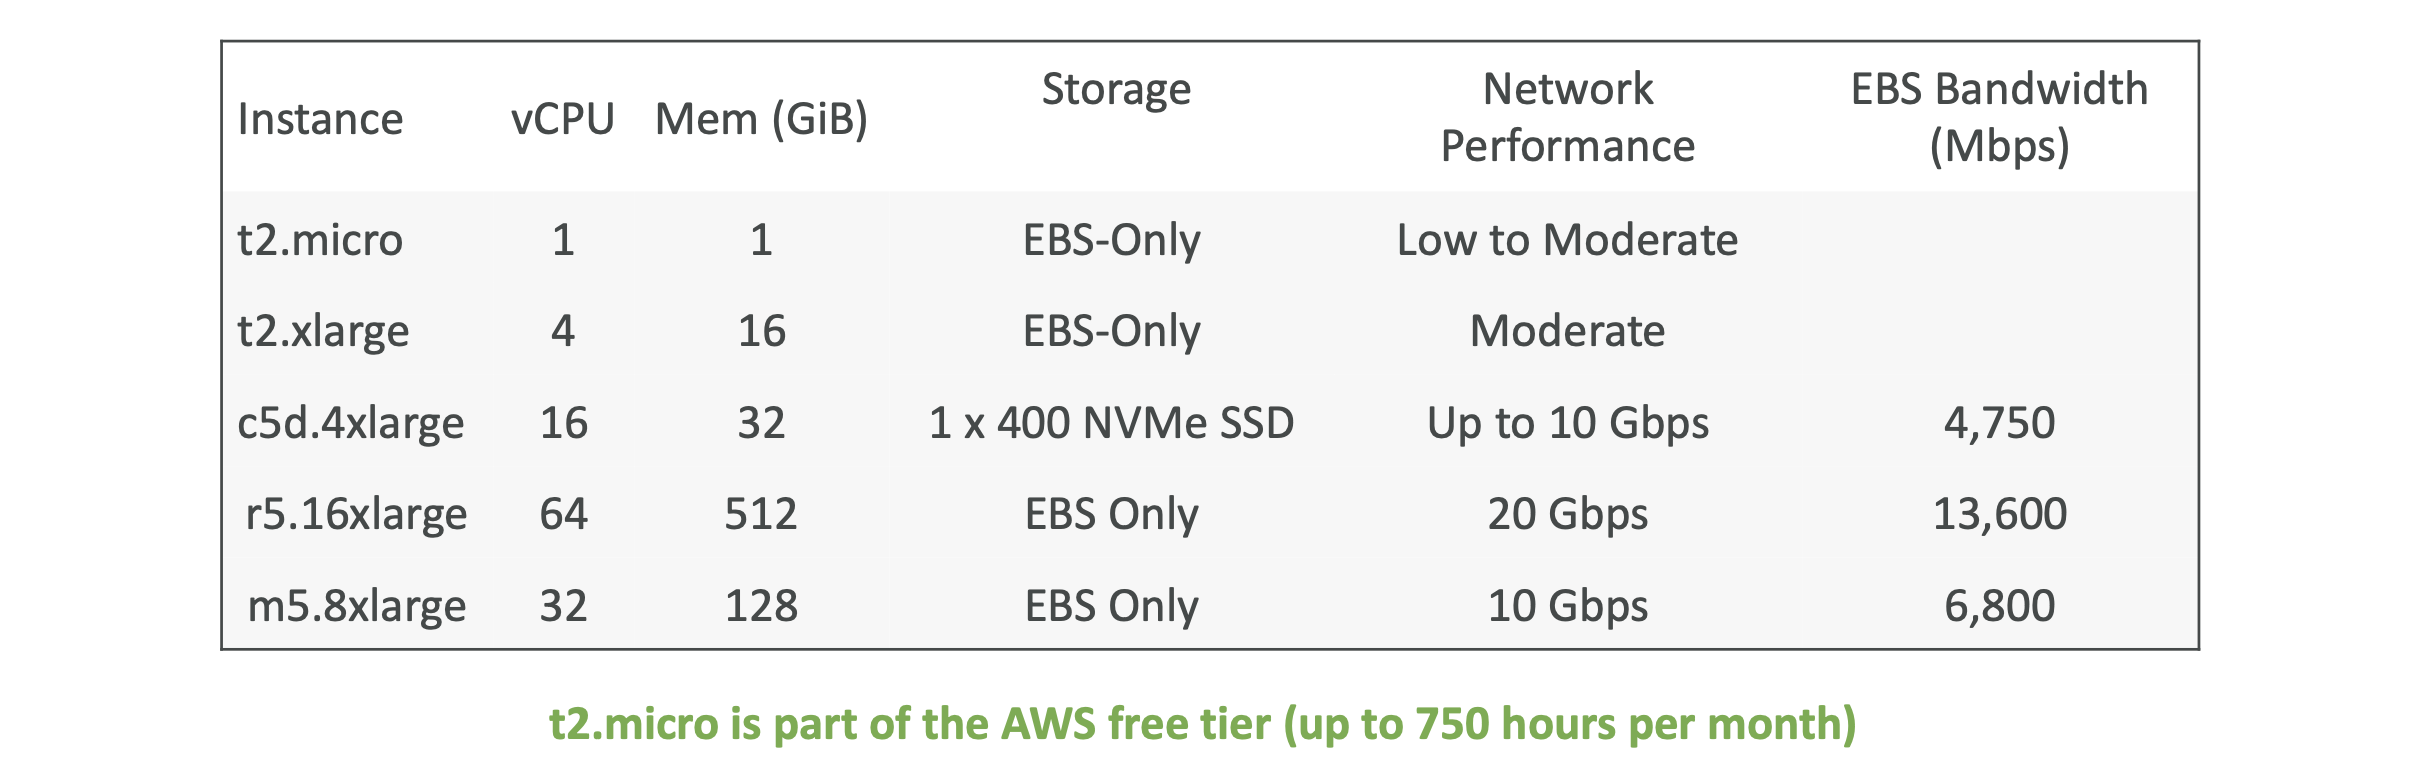 Instance vCPU Mem (GiB) Storage Network Performance EBS Bandwidth (Mbps)
t2.micro 1 1 EBS-Only Low to Moderate
t2.xlarge 4 16 EBS-Only Moderate
c5d.4xlarge 16 32 1 x 400 NVMe SSD Up to 10 Gbps 4,750
r5.16xlarge 64 512 EBS Only 20 Gbps 13,600
m5.8xlarge 32 128 EBS Only 10 Gbps 6,800
t2.micro is part of the AWS free tier (up to 750 hours per month)